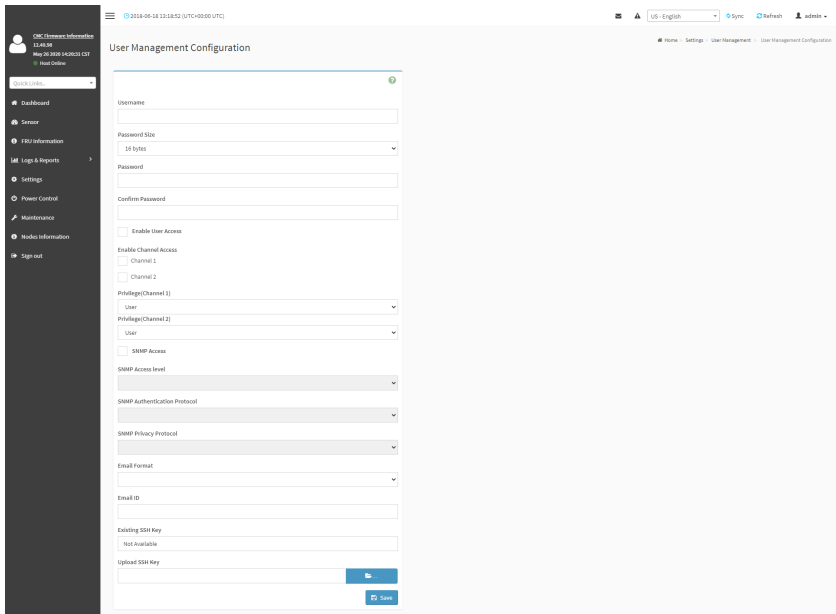 CMC Firmware Information
12.40.98
May 26 2020 14:20:31 CST
Host Online
Quick Links...
Dashboard
Sensor
FRU Information
Logs & Reports
Settings
Power Control
Maintenance
Nodes Information
Sign out
2018-06-18 13:18:52 (UTC+00:00 UTC)
US - English
Sync
Refresh
admin
User Management Configuration
Home > Settings > User Management > User Management Configuration
Username
Password Size
16 bytes
Password
Confirm Password
Enable User Access
Enable Channel Access
Channel 1
Channel 2
Privilege(Channel 1)
User
Privilege(Channel 2)
User
SNMP Access
SNMP Access level
SNMP Authentication Protocol
SNMP Privacy Protocol
Email Format
Email ID
Existing SSH Key
Not Available
Upload SSH Key
...
Save